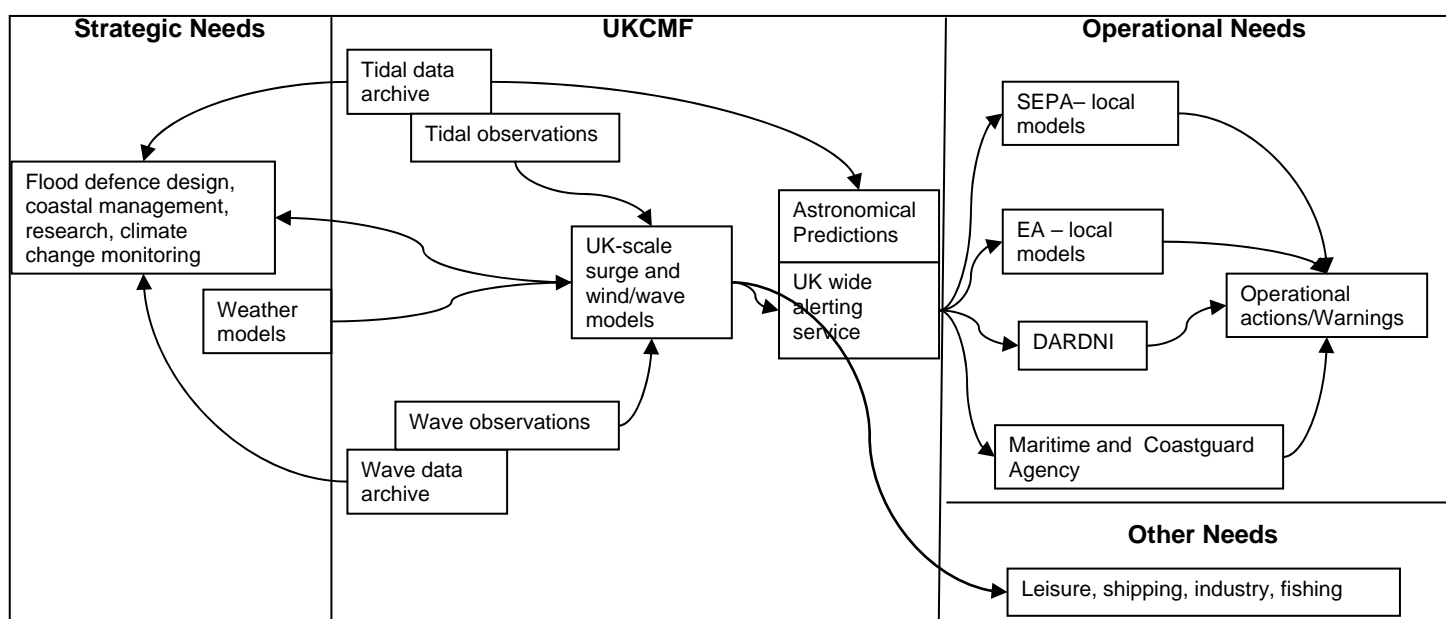 Strategic Needs
UKCMF
Operational Needs
Tidal data
archive
Tidal observations
Flood defence design,
coastal management,
research, climate
change monitoring
Weather
models
UK-scale
surge and
wind/wave
models
Astronomical
Predictions
UK wide
alerting
service
Wave observations
Wave data
archive
SEPA– local
models
EA – local
models
DARDNI
Maritime and  Coastguard
Agency
Operational
actions/Warnings
Other Needs
Leisure, shipping, industry, fishing